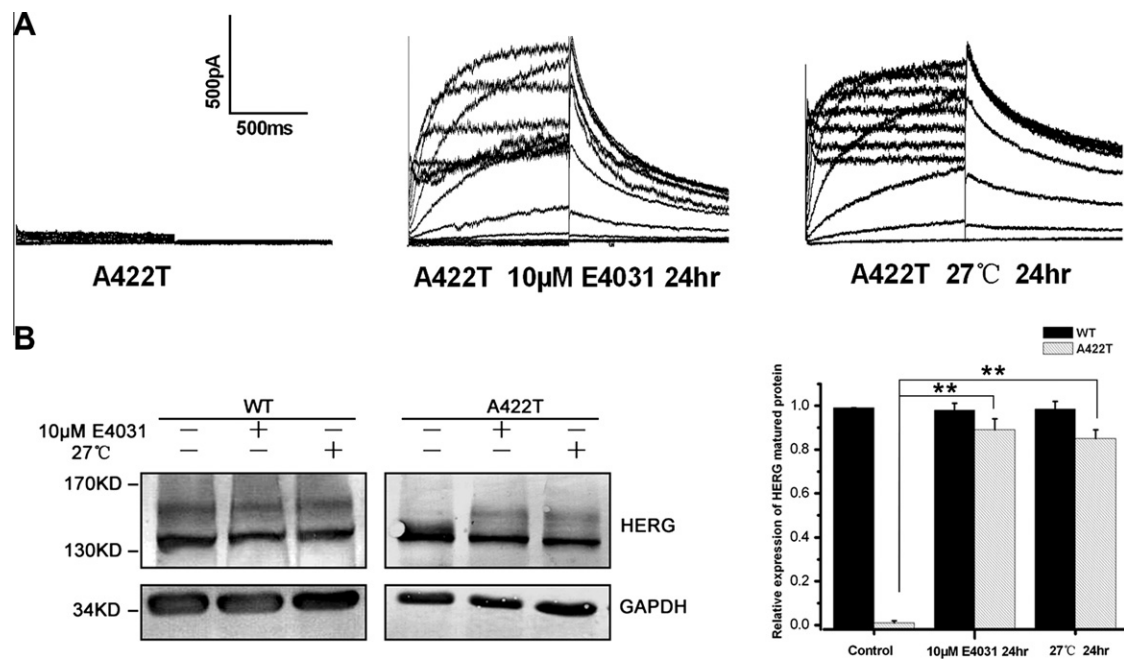 A
500pA
500ms
A422T
A422T 10μM E4031 24hr
A422T 27℃ 24hr
B
WT
A422T
10μM E4031 – + – – + –
27℃ – – + – – +
170KD –
130KD –
HERG
34KD –
GAPDH
WT
A422T
**
**
Relative expression of HERG matured protein
1.0
0.8
0.6
0.4
0.2
0.0
Control
10μM E4031 24hr
27℃ 24hr